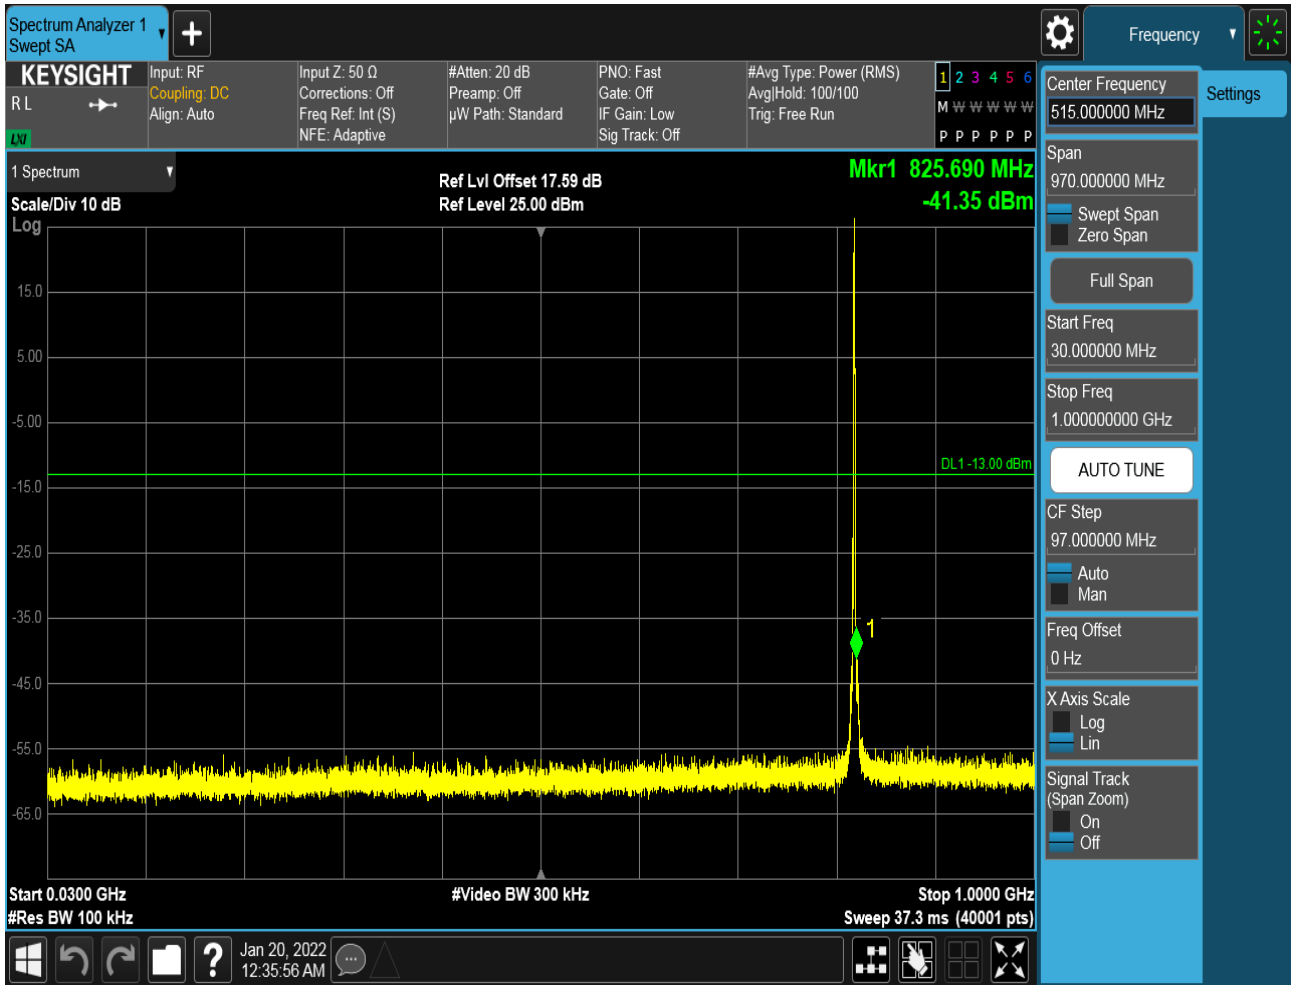 Spectrum Analyzer 1
Swept SA
Frequency
KEYSIGHT
R L
LXI
Input: RF
Coupling: DC
Align: Auto
Input Z: 50 Ω
Corrections: Off
Freq Ref: Int (S)
NFE: Adaptive
#Atten: 20 dB
Preamp: Off
µW Path: Standard
PNO: Fast
Gate: Off
IF Gain: Low
Sig Track: Off
#Avg Type: Power (RMS)
Avg|Hold: 100/100
Trig: Free Run
1 2 3 4 5 6
M W W W W W
P P P P P P
1 Spectrum
Scale/Div 10 dB
Log
Ref Lvl Offset 17.59 dB
Ref Level 25.00 dBm
Mkr1 825.690 MHz
-41.35 dBm
15.0
5.00
-5.00
-15.0
-25.0
-35.0
-45.0
-55.0
-65.0
DL1 -13.00 dBm
1
Start 0.0300 GHz
#Res BW 100 kHz
#Video BW 300 kHz
Stop 1.0000 GHz
Sweep 37.3 ms (40001 pts)
Jan 20, 2022
12:35:56 AM
Center Frequency
515.000000 MHz
Span
970.000000 MHz
Swept Span
Zero Span
Full Span
Start Freq
30.000000 MHz
Stop Freq
1.000000000 GHz
AUTO TUNE
CF Step
97.000000 MHz
Auto
Man
Freq Offset
0 Hz
X Axis Scale
Log
Lin
Signal Track
(Span Zoom)
On
Off
Settings